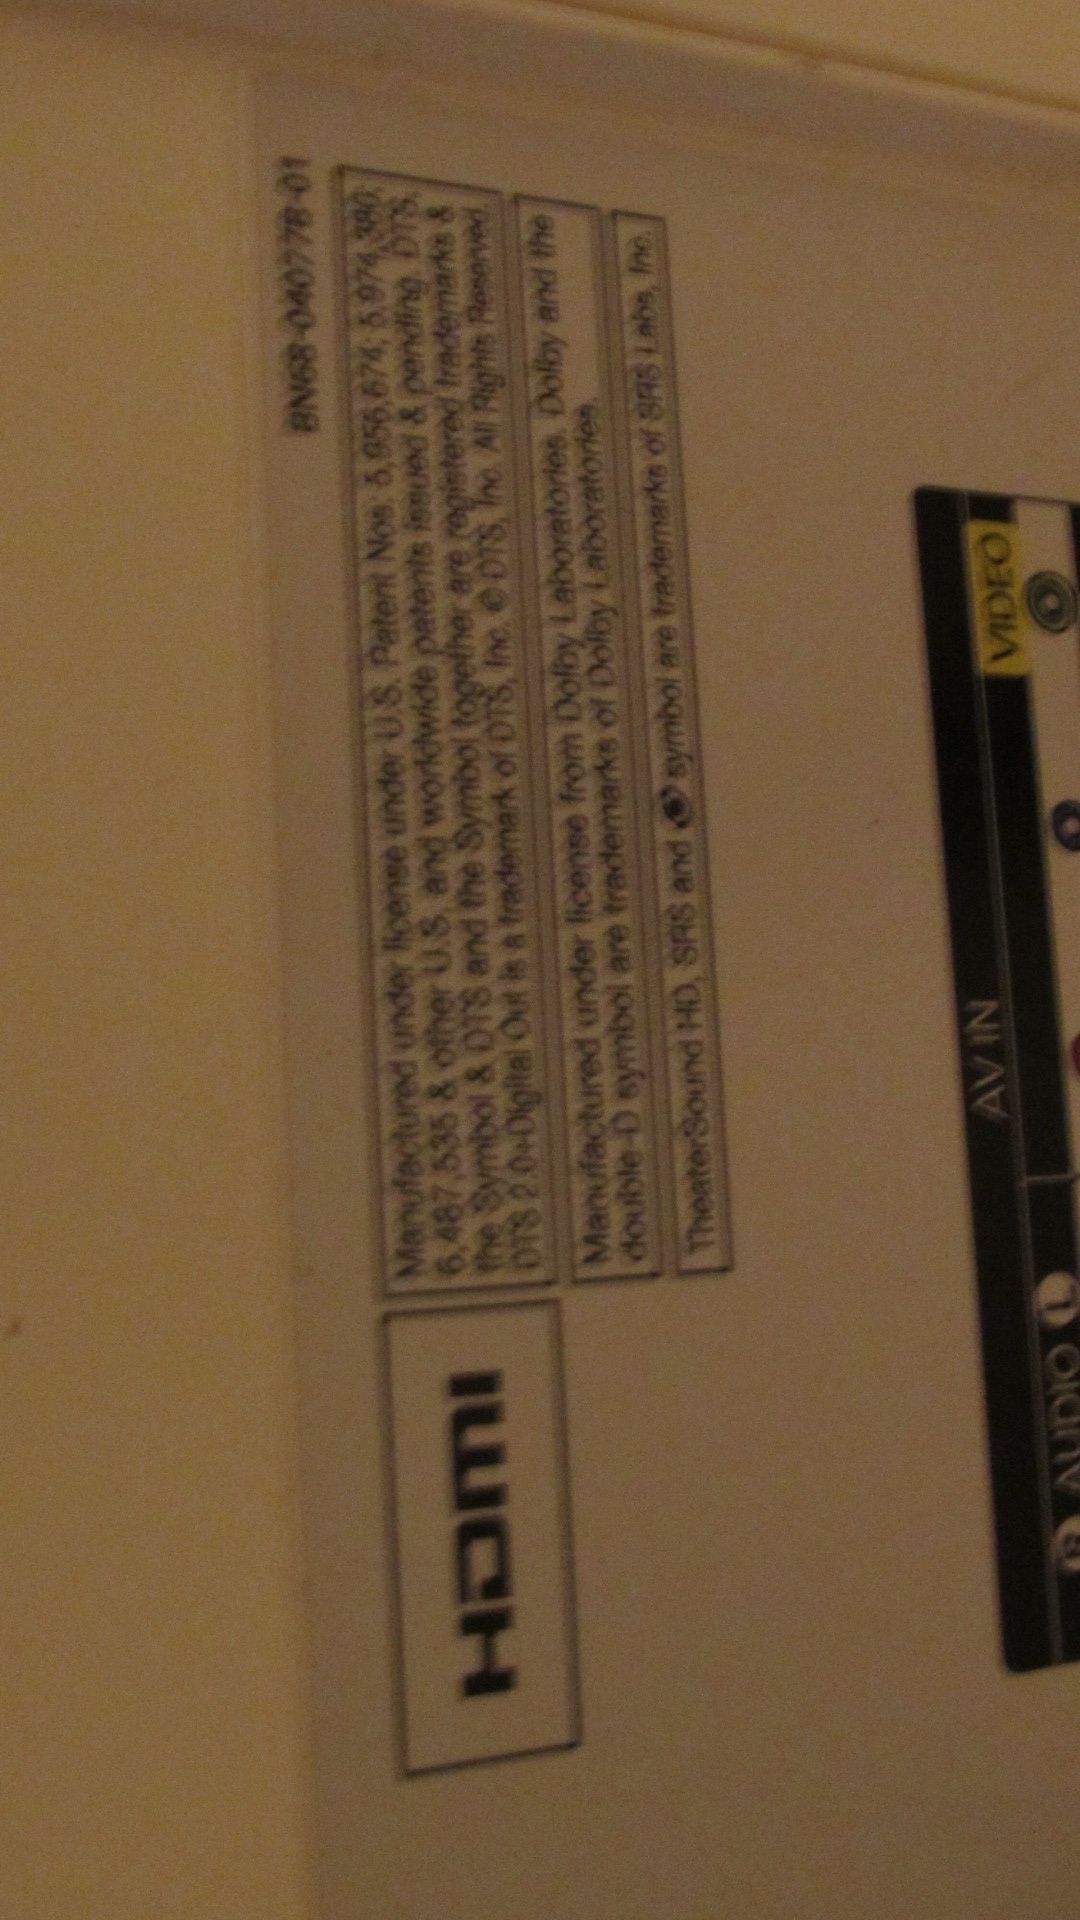 BN68-04077B-01
HDMI
Manufactured under license under U.S. Patent Nos: 5,956,674; 5,974,380;
6,487,535 & other U.S. and worldwide patents issued & pending. DTS,
the Symbol & DTS and the Symbol together are registered trademarks &
DTS 2.0+Digital Out is a trademark of DTS, Inc. © DTS, Inc. All Rights Reserved.
Manufactured under license from Dolby Laboratories. Dolby and the
double-D symbol are trademarks of Dolby Laboratories.
TheaterSound HD, SRS and symbol are trademarks of SRS Labs, Inc.
AV IN
R AUDIO L
VIDEO